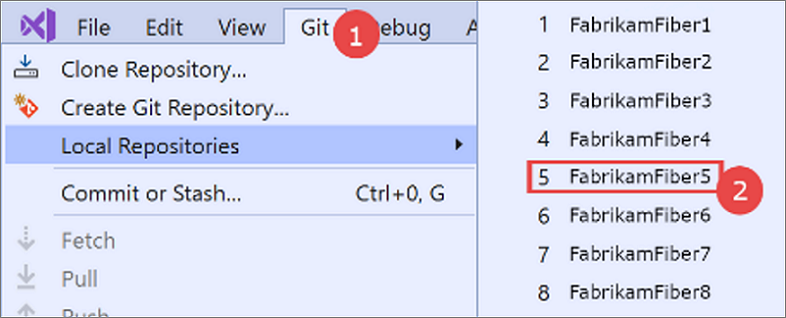 File Edit View Git 1 ebug
Clone Repository...
Create Git Repository...
Local Repositories
Commit or Stash... Ctrl+0, G
Fetch
Pull
Push
1 FabrikamFiber1
2 FabrikamFiber2
3 FabrikamFiber3
4 FabrikamFiber4
5 FabrikamFiber5 2
6 FabrikamFiber6
7 FabrikamFiber7
8 FabrikamFiber8